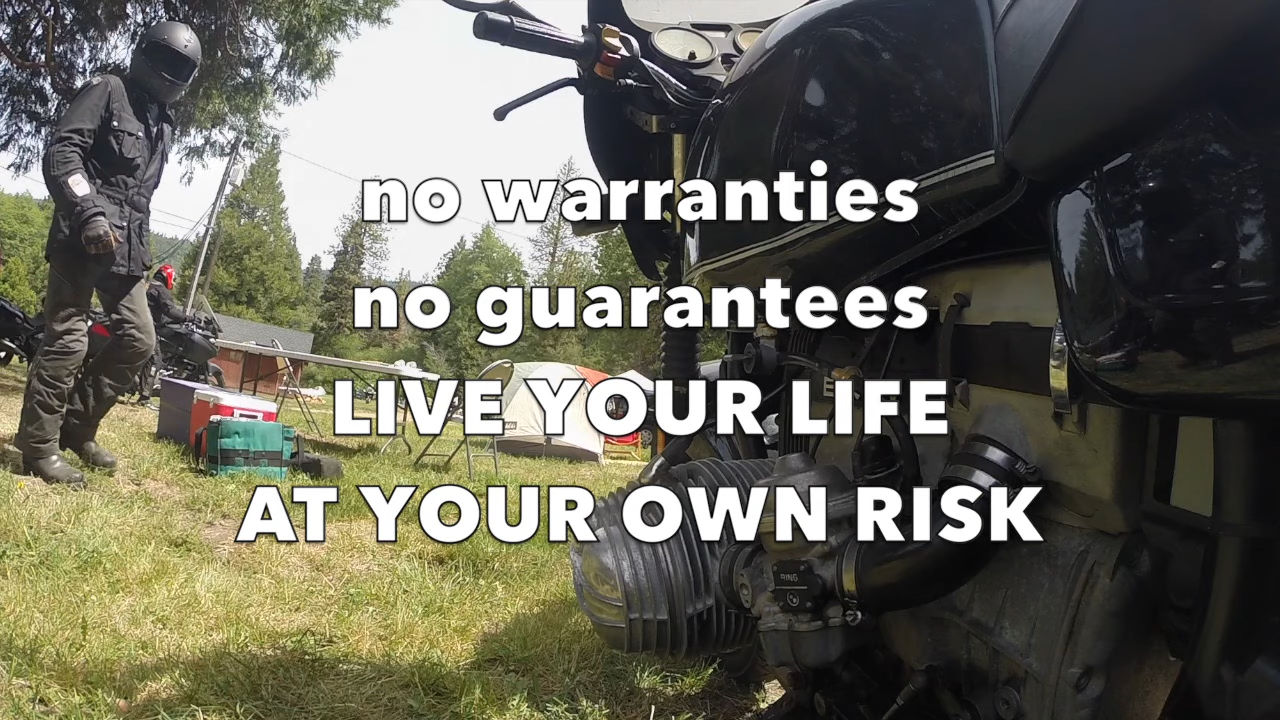 no warranties
no guarantees
LIVE YOUR LIFE
AT YOUR OWN RISK